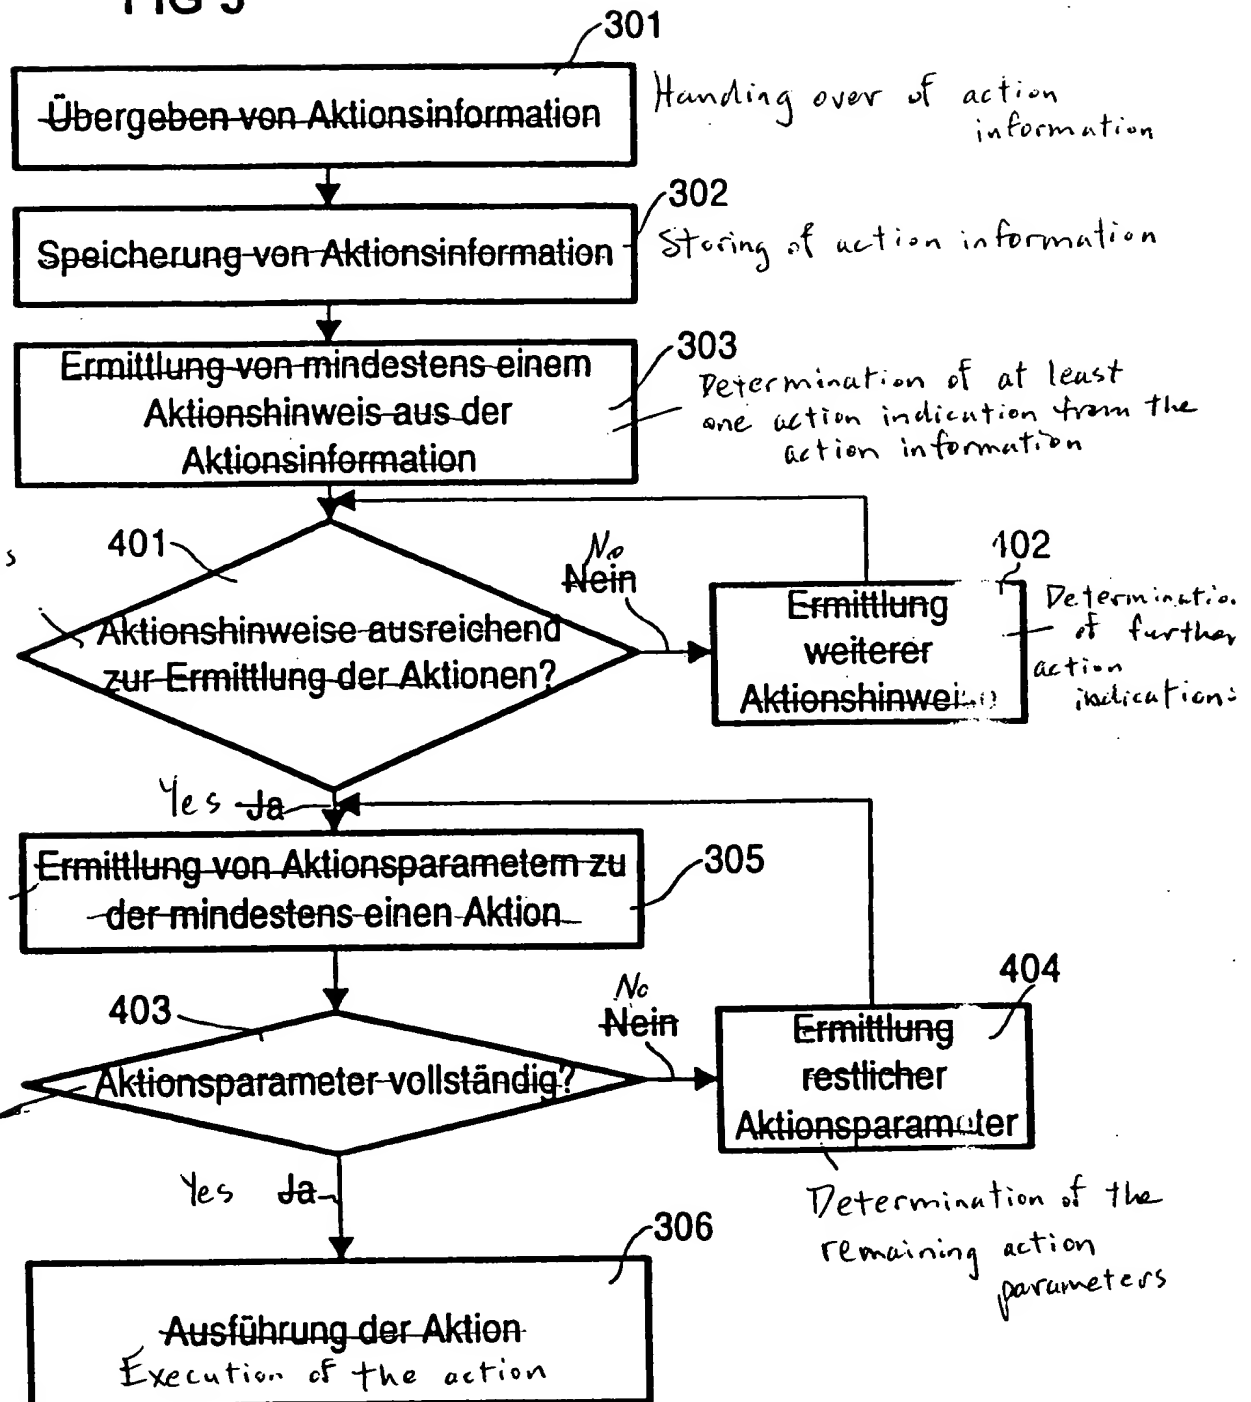 301
Übergeben von Aktionsinformation
Handing over of action
information
302
Speicherung von Aktionsinformation
Storing of action information
303
Ermittlung von mindestens einem
Aktionshinweis aus der
Aktionsinformation
Determination of at least
one action indication from the
action information
401
s
Aktionshinweise ausreichend
zur Ermittlung der Aktionen?
No
Nein
102
Ermittlung
weiterer
of further
action
Yes Ja
Ermittlung von Aktionsparametern zu
der mindestens einen Aktion
305
403
Aktionsparameter vollständig?
No
Nein
404
Ermittlung
restlicher
Aktionsparameter
Determination of the
remaining action
parameters
Yes Ja
306
Ausführung der Aktion
Execution of the action